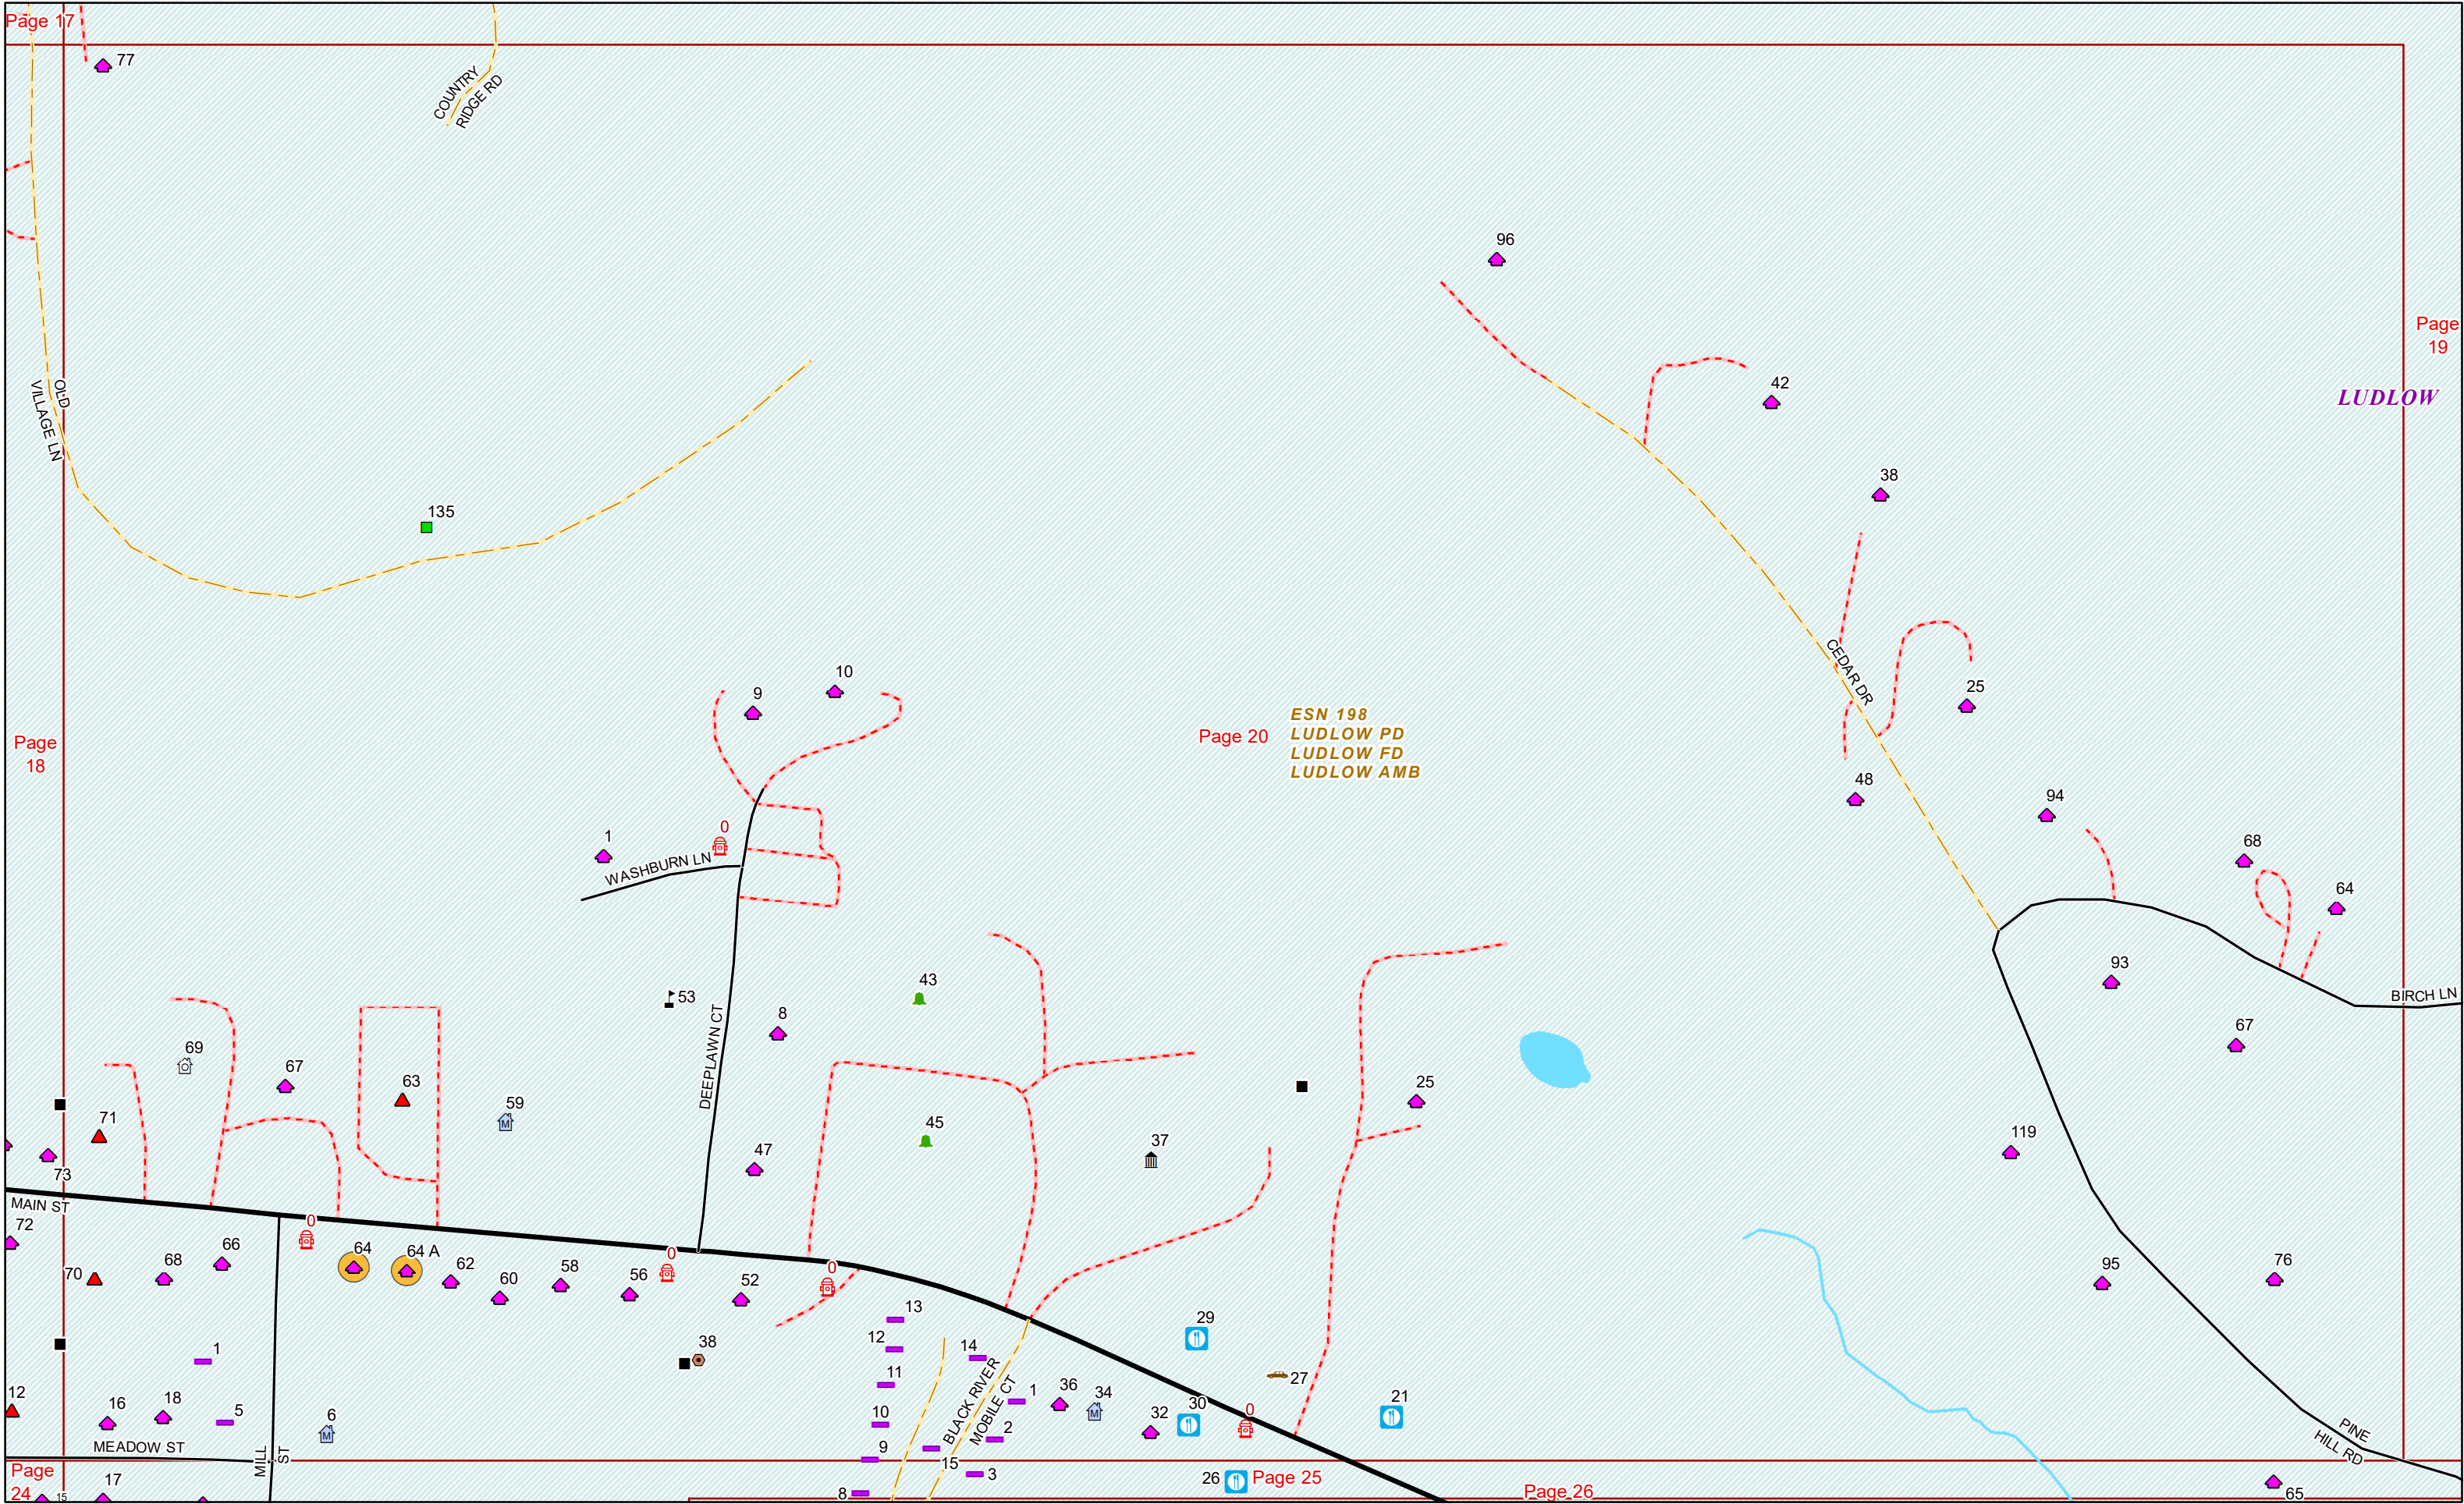 Page 17
77
COUNTRY
RIDGE RD
96
Page
19
42
LUDLOW
OLD
VILLAGE LN
38
135
10
9
25
CEDAR DR
ESN 198
LUDLOW PD
LUDLOW FD
LUDLOW AMB
Page 20
Page
18
48
94
1
0
WASHBURN LN
68
64
93
BIRCH LN
43
53
8
DEEPLAWN CT
67
69
67
63
59
25
71
45
37
119
47
73
MAIN ST
72
0
64
64 A
66
68
70
62
60
58
56
0
52
0
95
76
13
12
14
29
38
1
11
BLACK RIVER
MOBILE CT
1
36
34
27
12
16
18
5
6
10
2
32
30
0
21
MEADOW ST
MILL
ST
9
15
3
PINE
HILL RD
Page
24
15
17
8
26
Page 25
Page 26
65